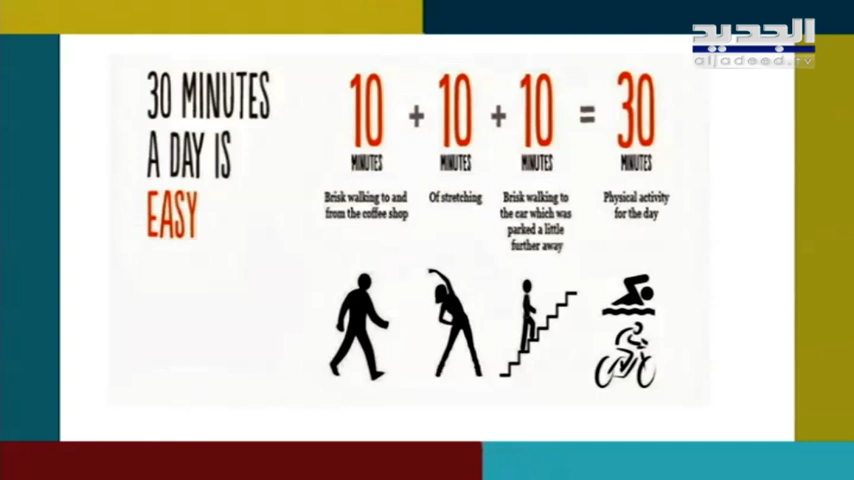 الجديد
aljadeed.tv
30 MINUTES
A DAY IS
EASY
10 + 10 + 10 = 30
MINUTES MINUTES MINUTES MINUTES
Brisk walking to and
from the coffee shop
Of stretching
Brisk walking to
the car which was
parked a little
further away
Physical activity
for the day